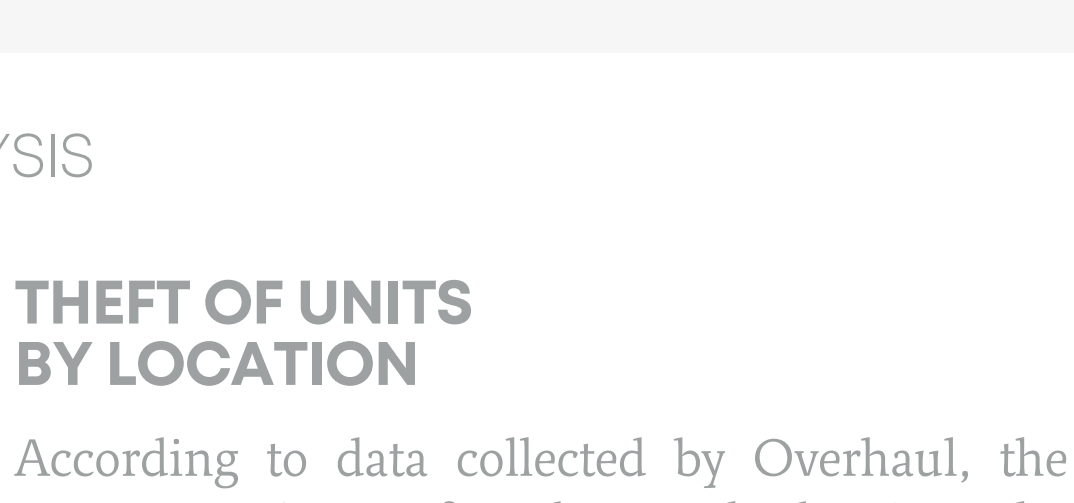 YSIS
THEFT OF UNITS
BY LOCATION
According to data collected by Overhaul, the